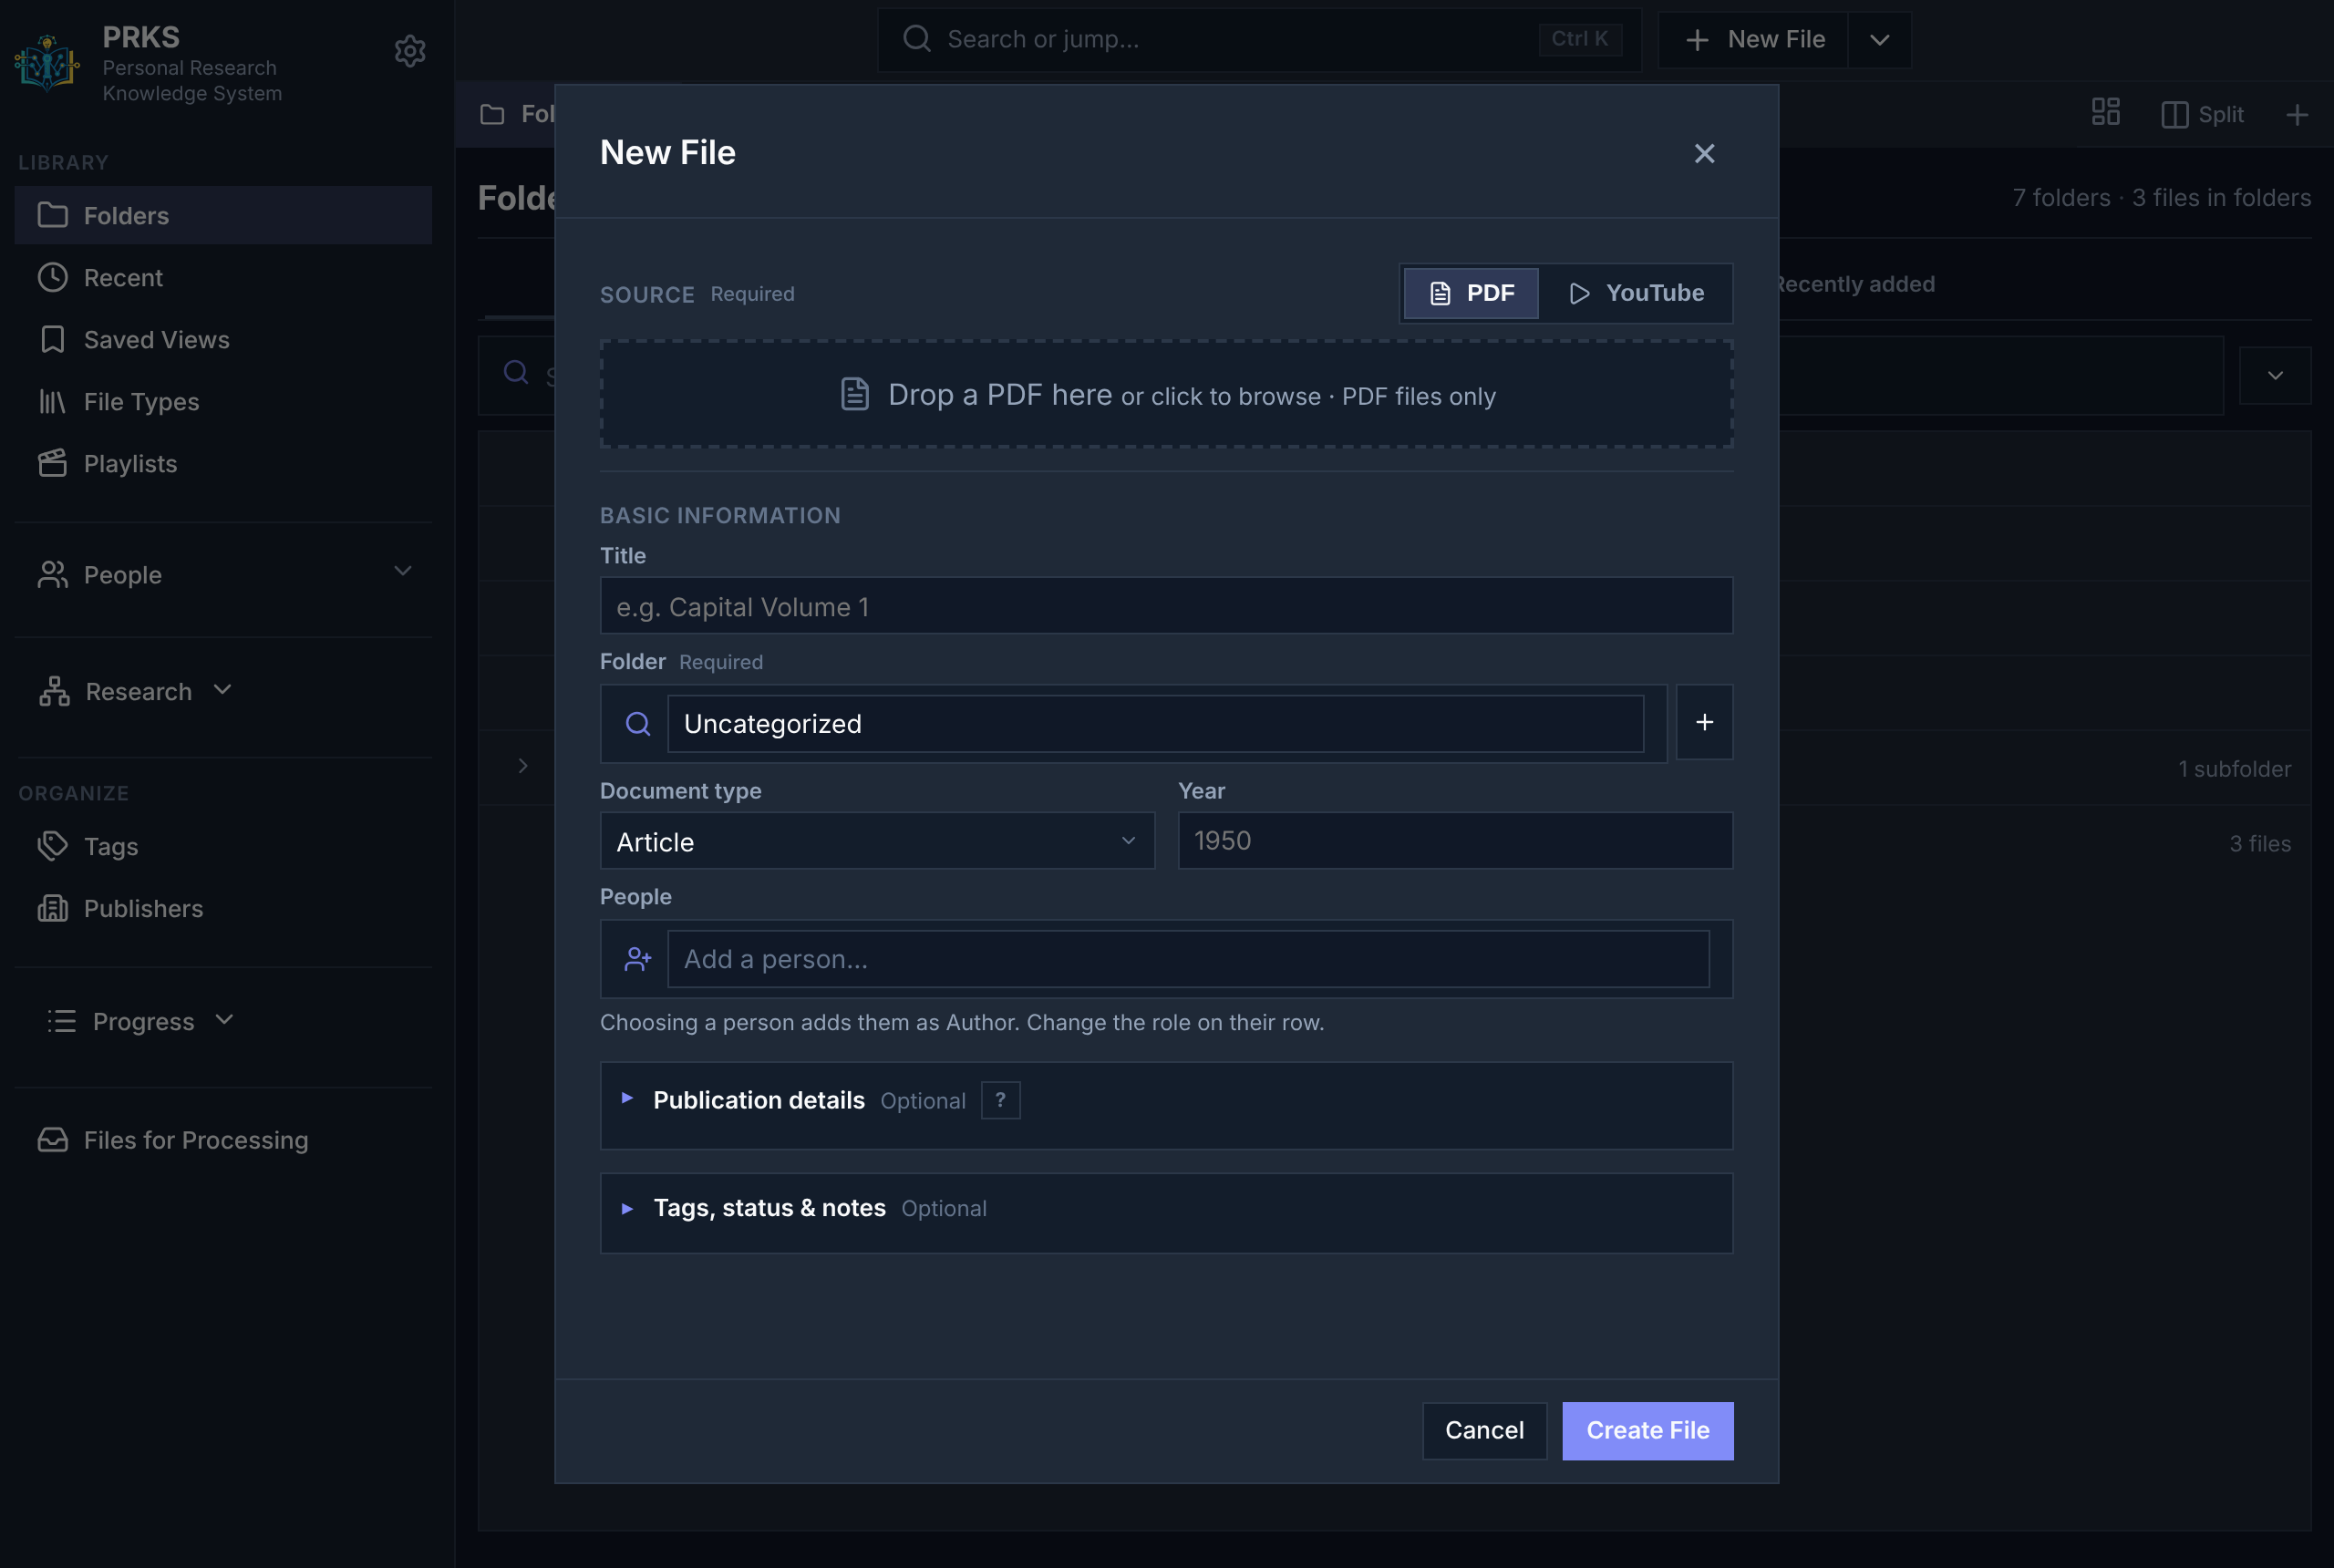 PRKS
Personal Research
Knowledge System
LIBRARY
Folders
Recent
Saved Views
File Types
Playlists
People
Research
ORGANIZE
Tags
Publishers
Progress
Files for Processing
Search or jump...
Ctrl K
New File
Split
7 folders · 3 files in folders
Recently added
1 subfolder
3 files
New File
SOURCE Required
PDF
YouTube
Drop a PDF here or click to browse · PDF files only
BASIC INFORMATION
Title
e.g. Capital Volume 1
Folder Required
Uncategorized
Document type
Year
Article
1950
People
Add a person...
Choosing a person adds them as Author. Change the role on their row.
Publication details Optional ?
Tags, status & notes Optional
Cancel
Create File